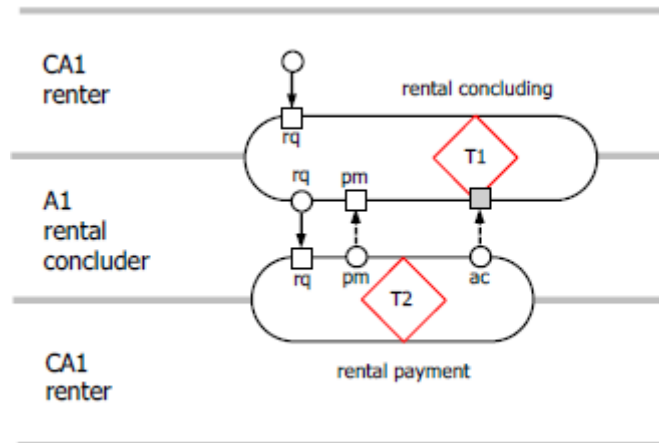 CA1
renter
rental concluding
rq
T1
rq
pm
A1
rental
concluder
rq
pm
ac
T2
CA1
renter
rental payment